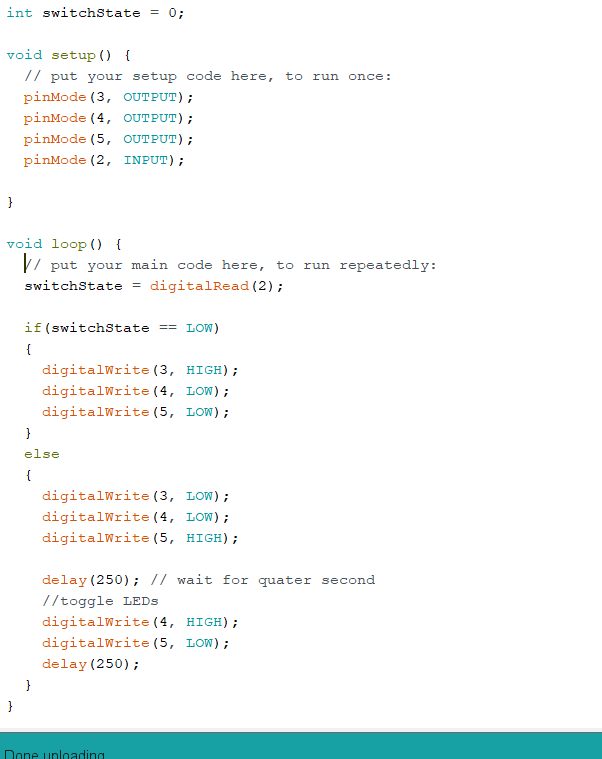 int switchState = 0;
void setup() {
// put your setup code here, to run once:
pinMode(3, OUTPUT);
pinMode(4, OUTPUT);
pinMode(5, OUTPUT);
pinMode(2, INPUT);
}
void loop() {
// put your main code here, to run repeatedly:
switchState = digitalRead(2);
if(switchState == LOW)
{
digitalWrite(3, HIGH);
digitalWrite(4, LOW);
digitalWrite(5, LOW);
}
else
{
digitalWrite(3, LOW);
digitalWrite(4, LOW);
digitalWrite(5, HIGH);
delay(250); // wait for quater second
//toggle LEDs
digitalWrite(4, HIGH);
digitalWrite(5, LOW);
delay(250);
}
}
Done uploading